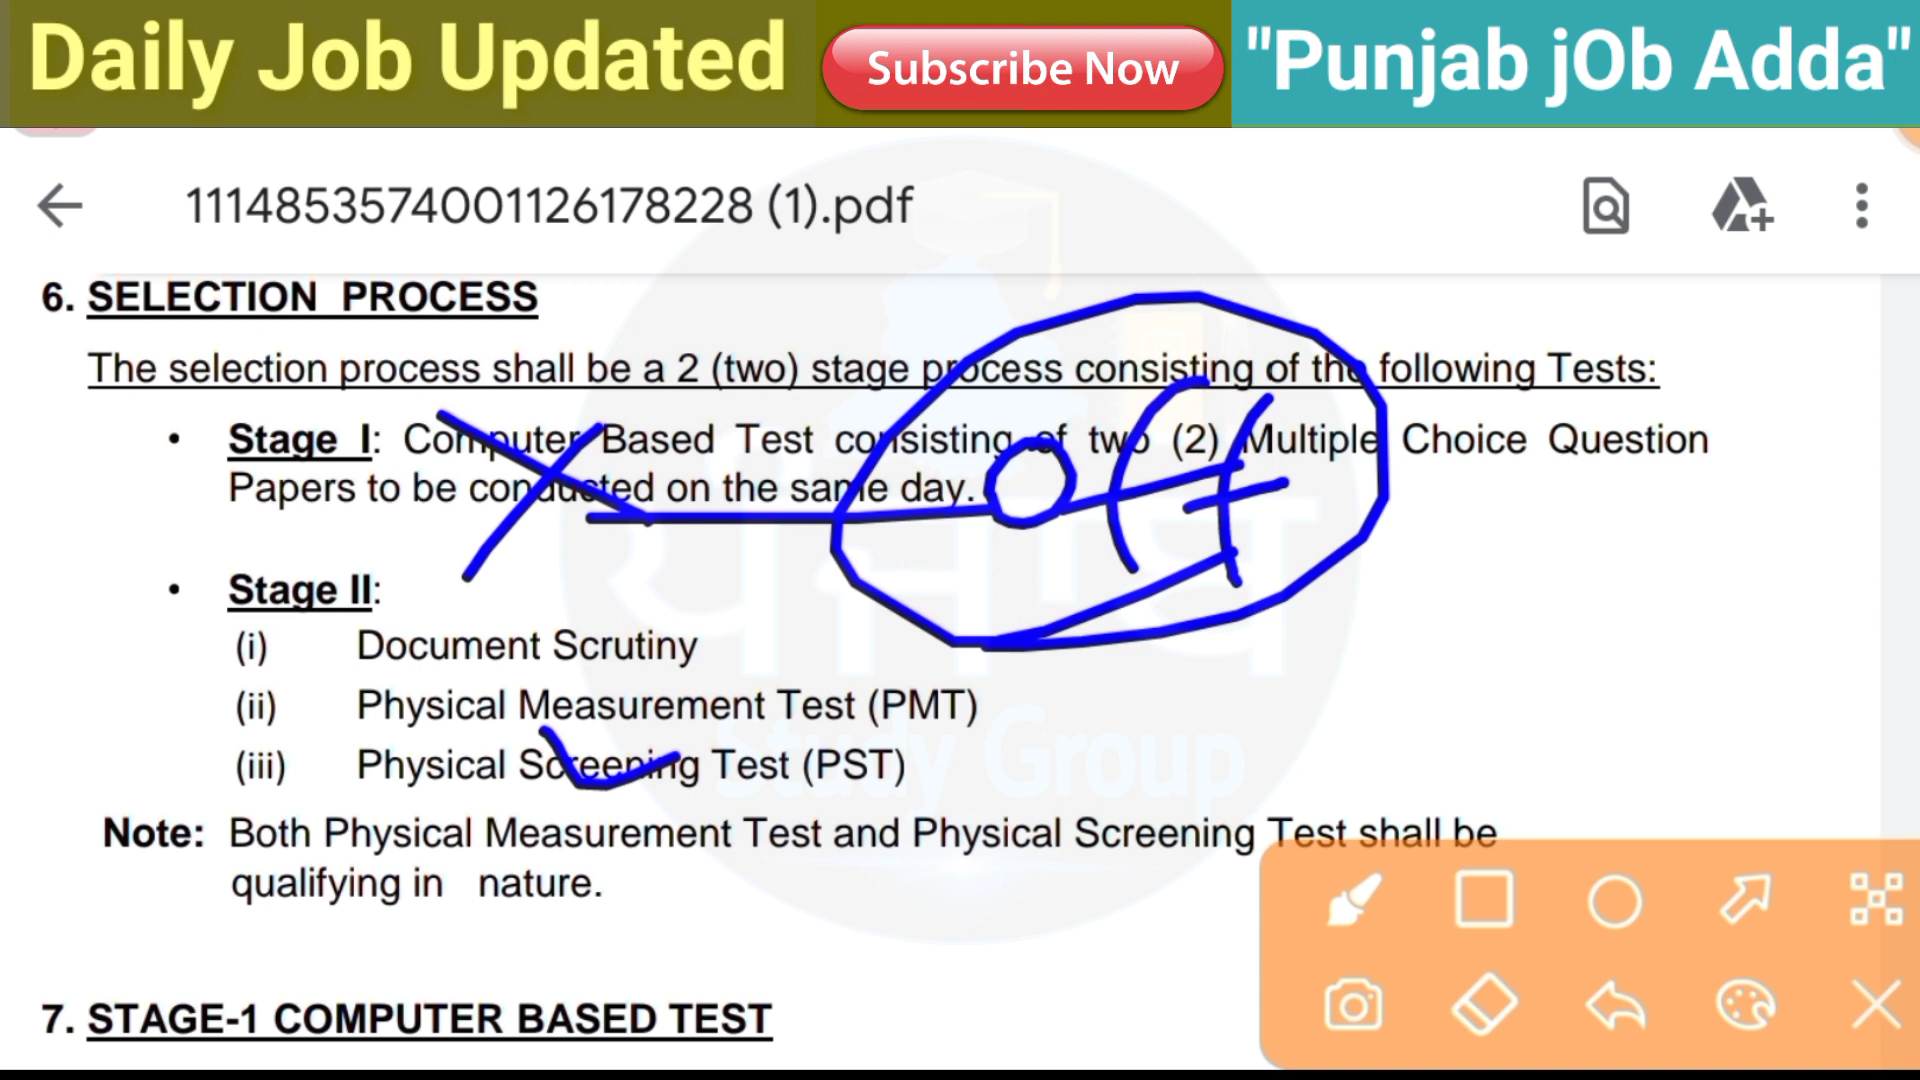 Daily Job Updated
Subscribe Now
"Punjab jOb Adda"
1114853574001126178228 (1).pdf
6. SELECTION PROCESS
The selection process shall be a 2 (two) stage process consisting of the following Tests:
• Stage I: Computer Based Test consisting of two (2) Multiple Choice Question
Papers to be conducted on the same day.
off
• Stage II:
(i) Document Scrutiny
(ii) Physical Measurement Test (PMT)
(iii) Physical Screening Test (PST)
Note: Both Physical Measurement Test and Physical Screening Test shall be
qualifying in nature.
7. STAGE-1 COMPUTER BASED TEST
Study Group